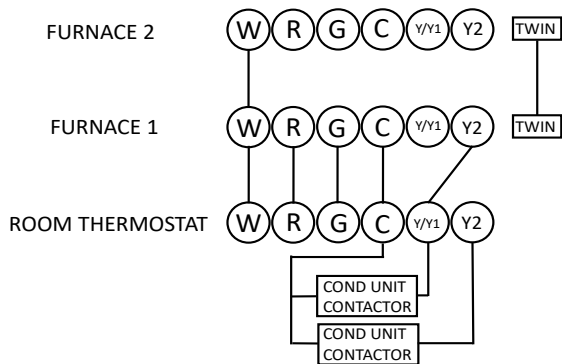 FURNACE 2 W R G C Y/Y1 Y2 TWIN
FURNACE 1 W R G C Y/Y1 Y2 TWIN
ROOM THERMOSTAT W R G C Y/Y1 Y2
COND UNIT
CONTACTOR
COND UNIT
CONTACTOR